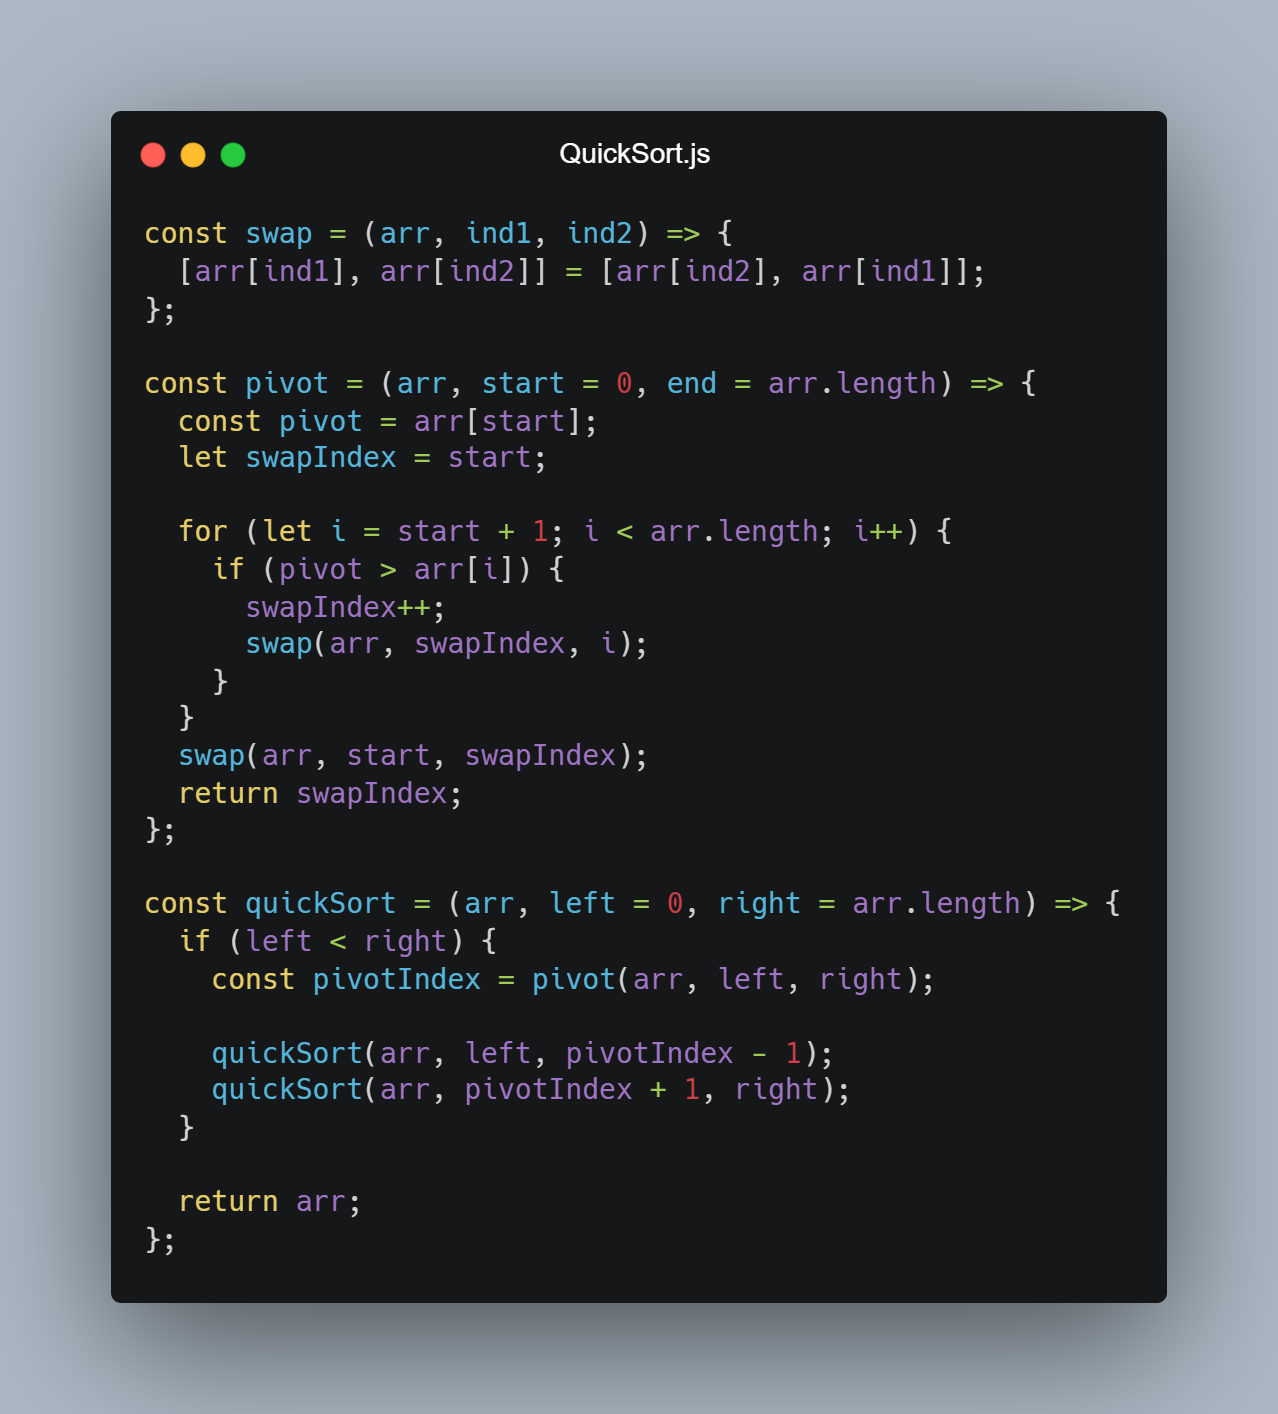 QuickSort.js
const swap = (arr, ind1, ind2) => {
  [arr[ind1], arr[ind2]] = [arr[ind2], arr[ind1]];
};

const pivot = (arr, start = 0, end = arr.length) => {
  const pivot = arr[start];
  let swapIndex = start;

  for (let i = start + 1; i < arr.length; i++) {
    if (pivot > arr[i]) {
      swapIndex++;
      swap(arr, swapIndex, i);
    }
  }
  swap(arr, start, swapIndex);
  return swapIndex;
};

const quickSort = (arr, left = 0, right = arr.length) => {
  if (left < right) {
    const pivotIndex = pivot(arr, left, right);

    quickSort(arr, left, pivotIndex - 1);
    quickSort(arr, pivotIndex + 1, right);
  }

  return arr;
};